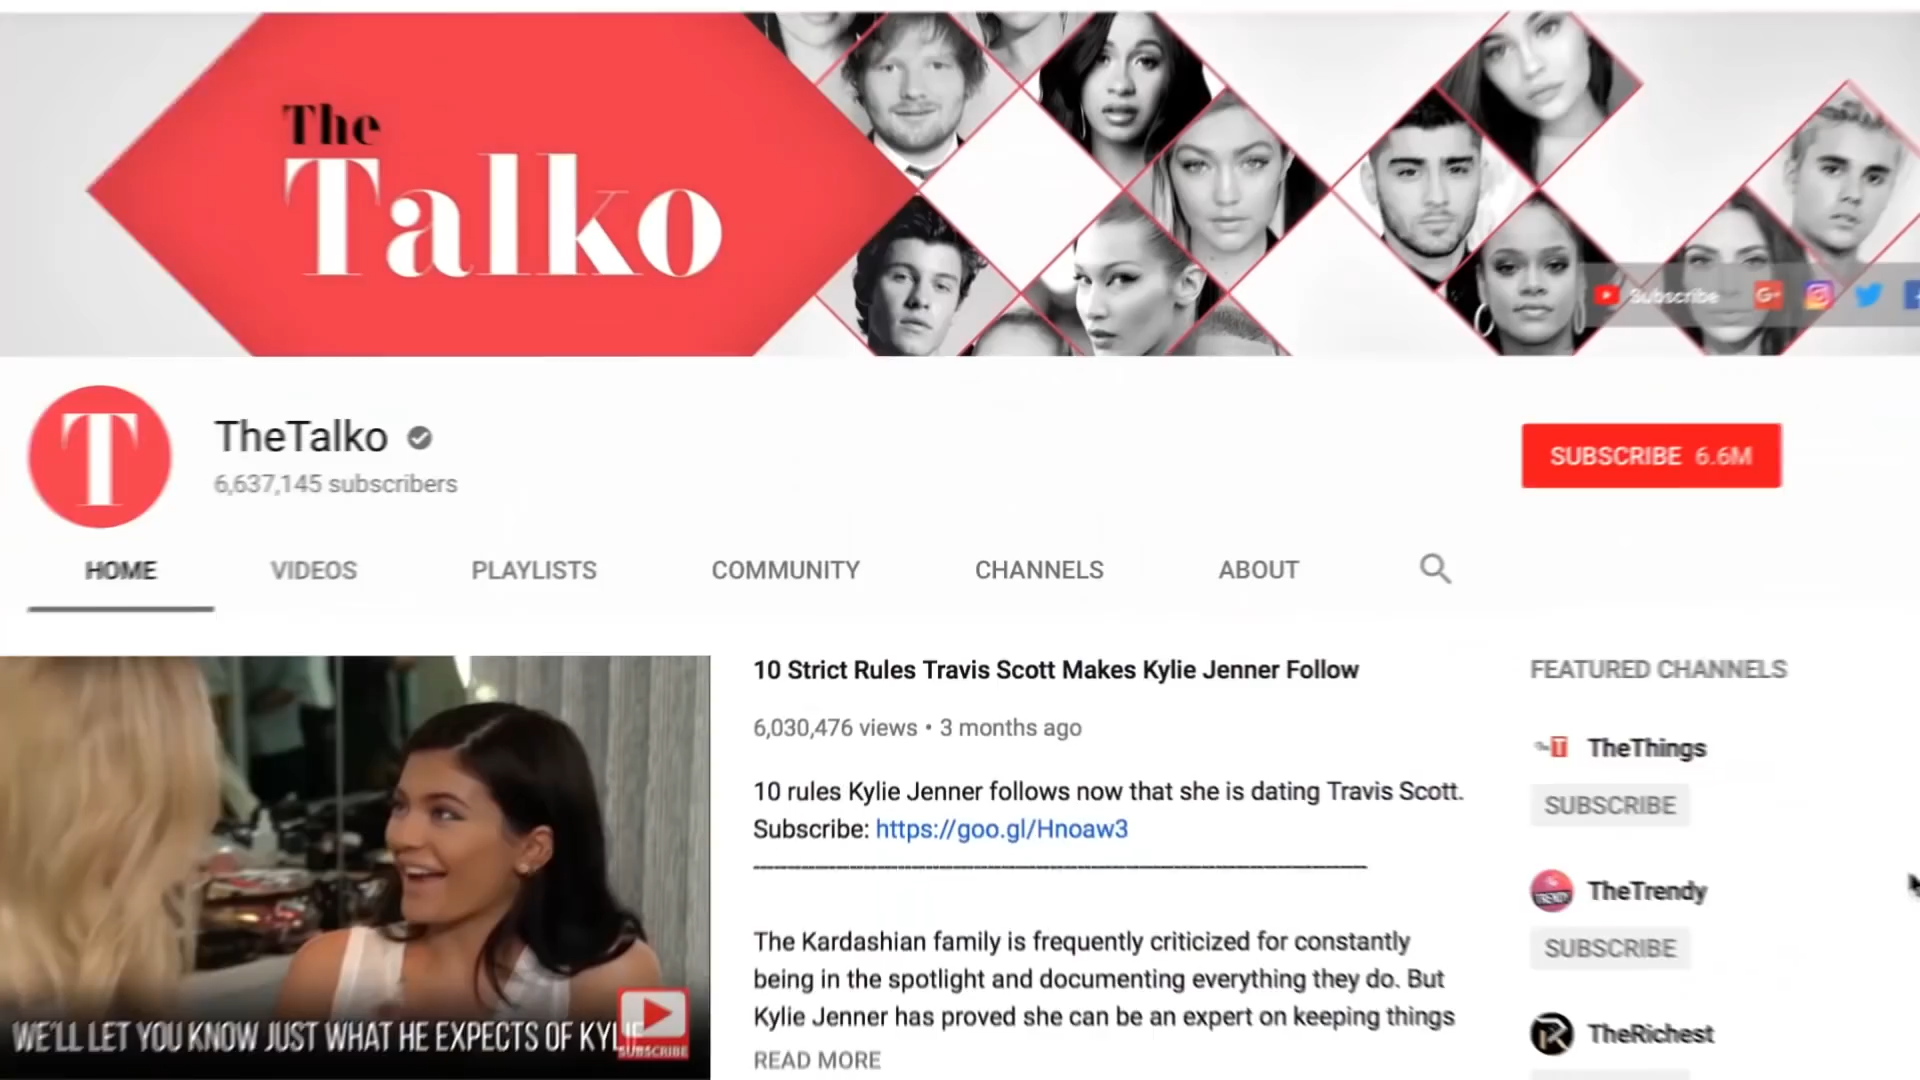 The
Talko
Subscribe
G+
T
TheTalko
6,637,145 subscribers
SUBSCRIBE 6.6M
HOME
VIDEOS
PLAYLISTS
COMMUNITY
CHANNELS
ABOUT
WE'LL LET YOU KNOW JUST WHAT HE EXPECTS OF KYLIE
SUBSCRIBE
10 Strict Rules Travis Scott Makes Kylie Jenner Follow
6,030,476 views • 3 months ago
10 rules Kylie Jenner follows now that she is dating Travis Scott.
Subscribe: https://goo.gl/Hnoaw3
The Kardashian family is frequently criticized for constantly
being in the spotlight and documenting everything they do. But
Kylie Jenner has proved she can be an expert on keeping things
READ MORE
FEATURED CHANNELS
T
TheThings
SUBSCRIBE
TRENDY
TheTrendy
SUBSCRIBE
R
TheRichest